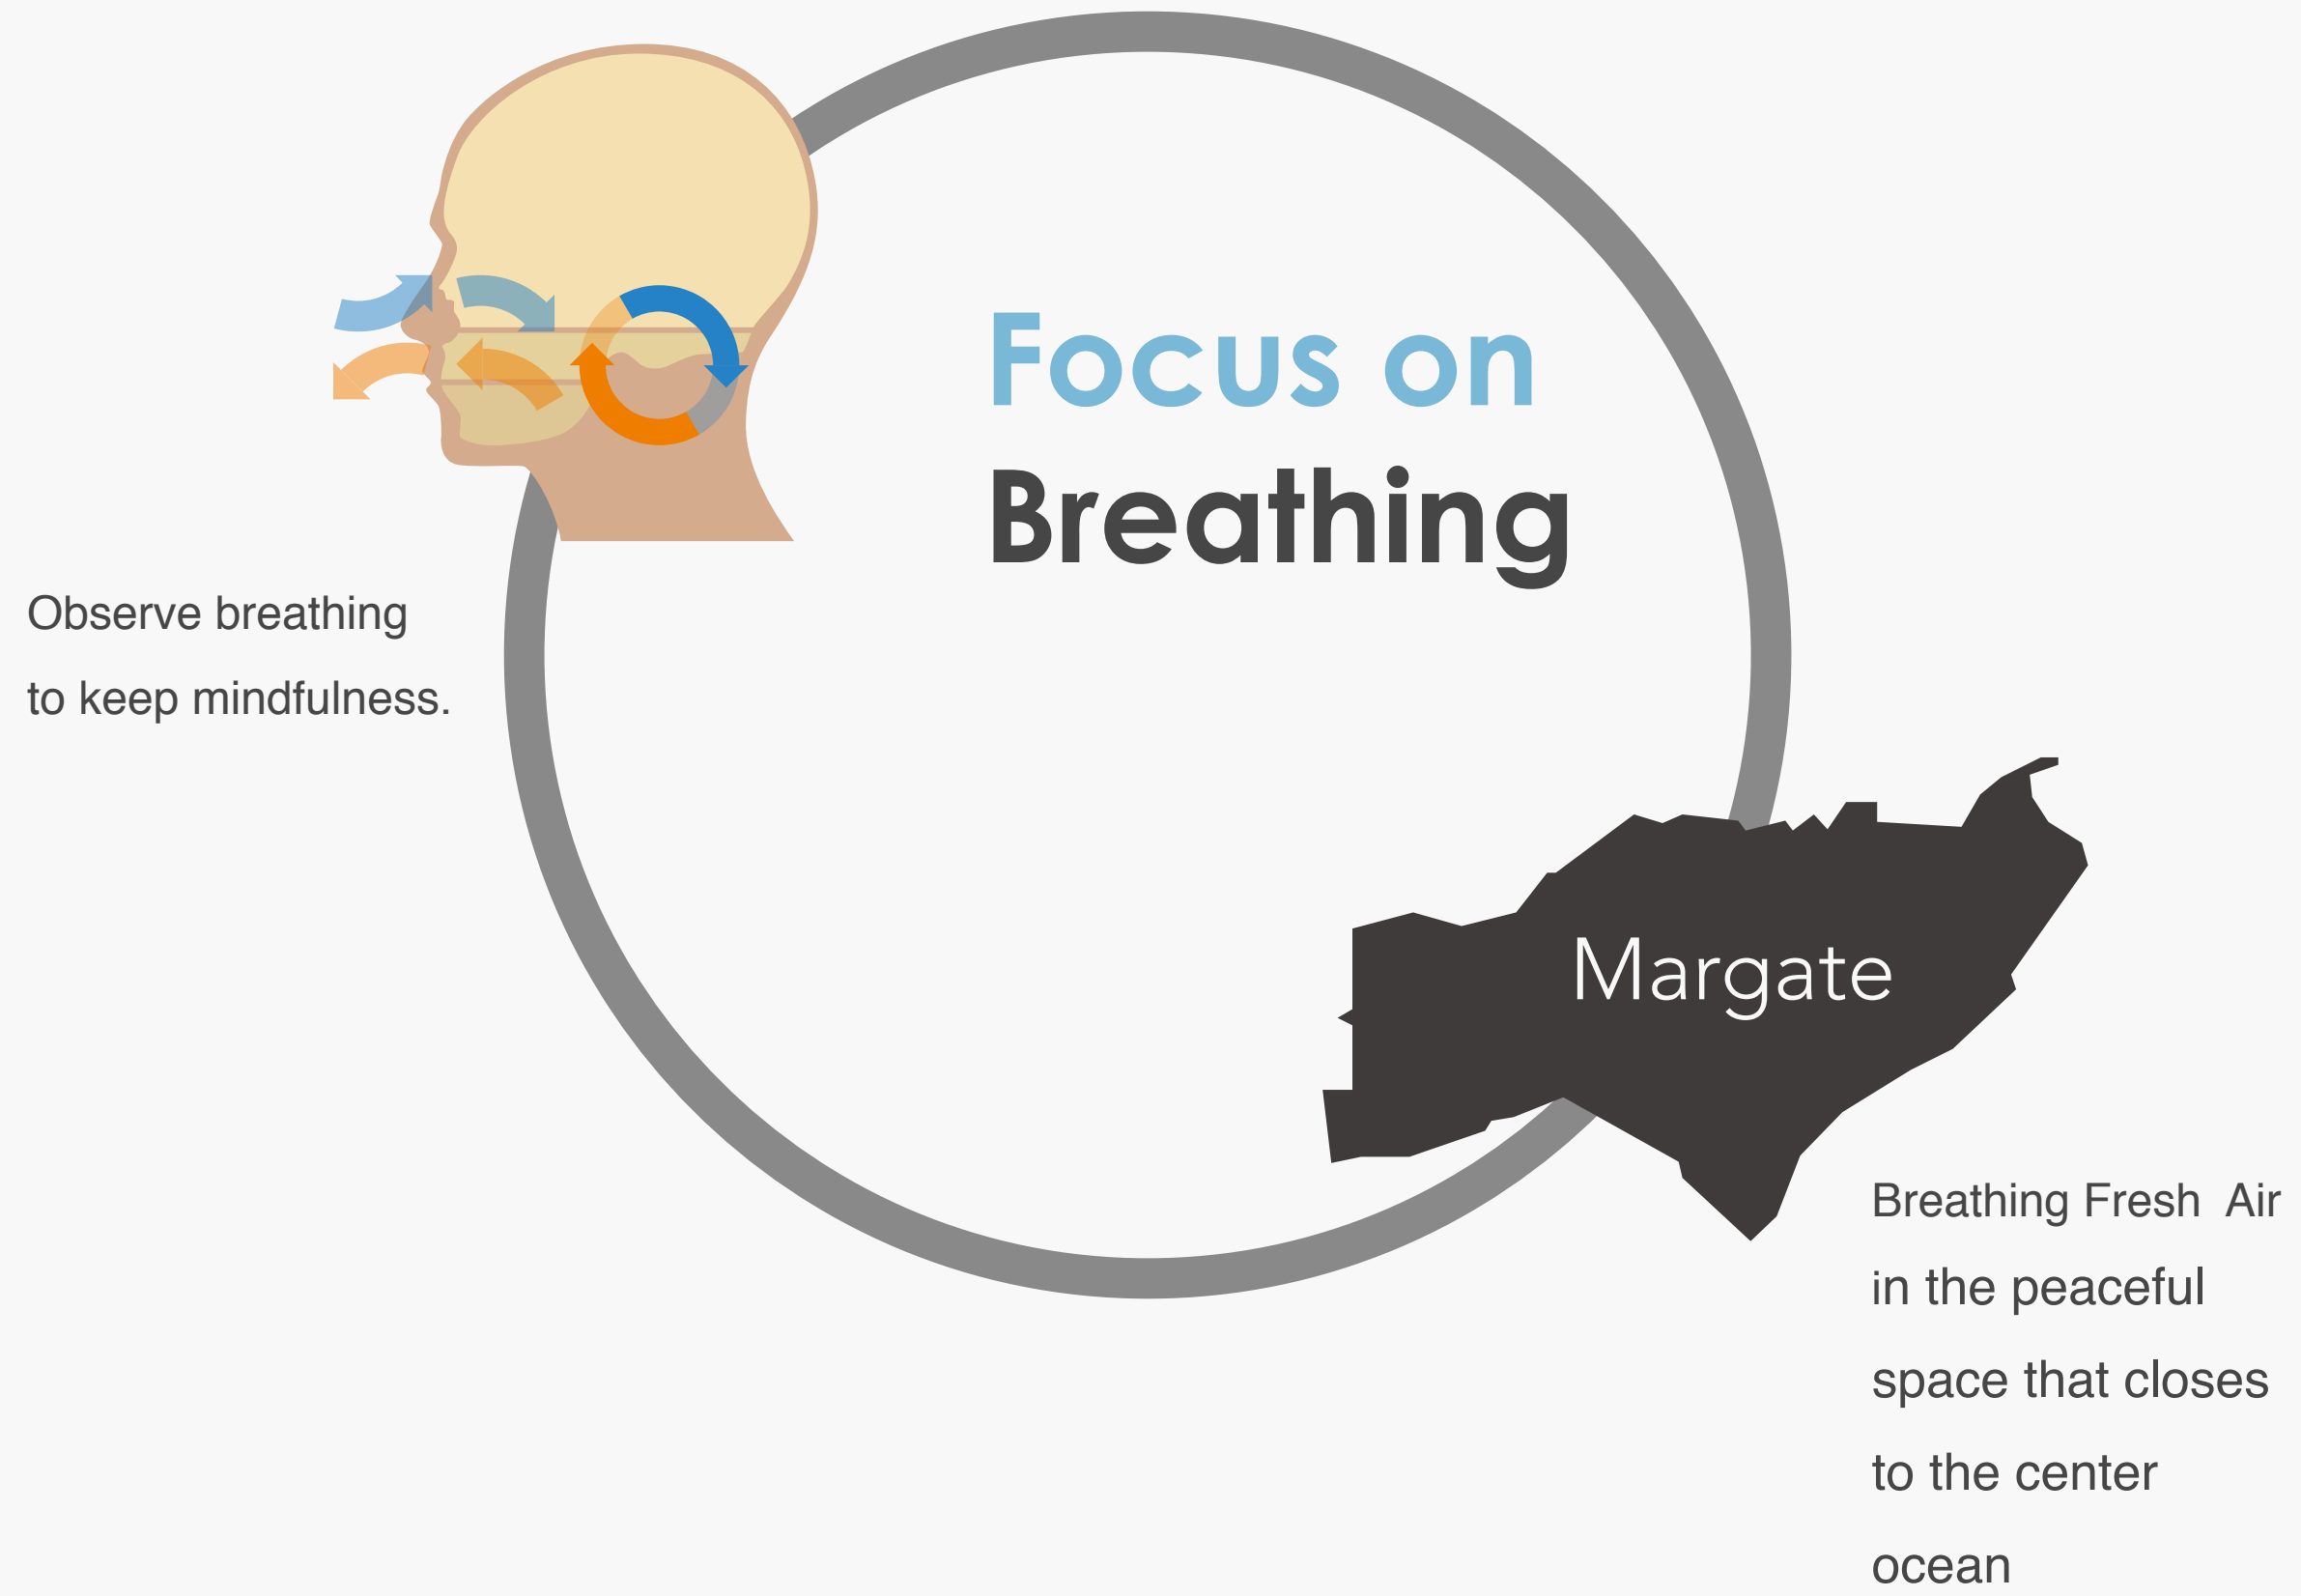 Focus on
Breathing
Observe breathing
to keep mindfulness.
Margate
Breathing Fresh  Air
in the peaceful
space that closes
to the center
ocean